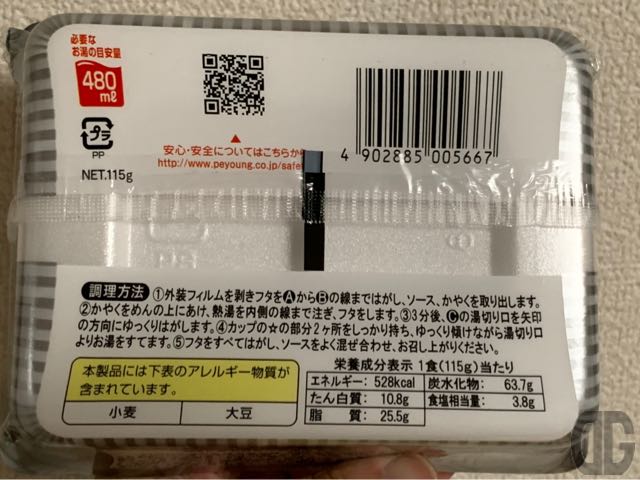 必要な
お湯の目安量
480
mℓ
プラ
PP
NET.115g
安心・安全についてはこちらから
http://www.peyoung.co.jp/safe
4 902885 005667
調理方法 ①外装フィルムを剥きフタをAからBの線まではがし、ソース、かやくを取り出します。
②かやくをめんの上にあけ、熱湯を内側の線まで注ぎ、フタをします。③3分後、Cの湯切り口を矢印
の方向にゆっくりはがします。④カップの☆の部分2ヶ所をしっかり持ち、ゆっくり傾けながら湯切り口
よりお湯をすてます。⑤フタをすべてはがし、ソースをよく混ぜ合わせ、お召し上がりください。
本製品には下表のアレルギー物質が
含まれています。
小麦 大豆
栄養成分表示 1食(115g)当たり
エネルギー: 528kcal 炭水化物: 63.7g
たん白質: 10.8g 食塩相当量: 3.8g
脂質: 25.5g
DG